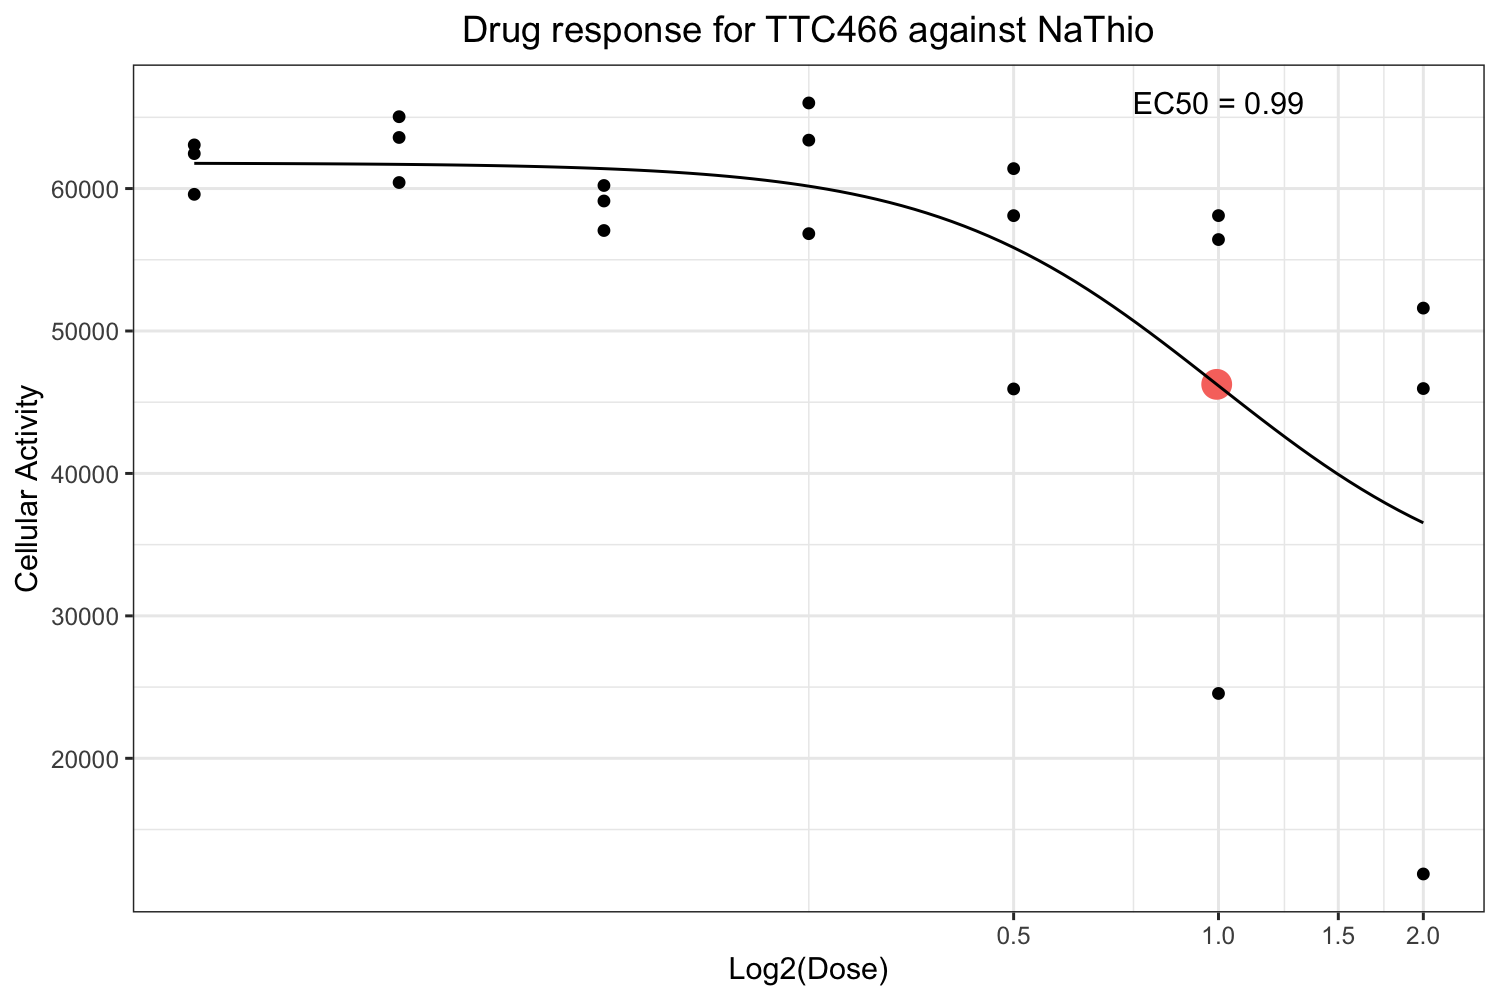 Drug response for TTC466 against NaThio
EC50 = 0.99
60000
50000
40000
30000
20000
Cellular Activity
0.5 1.0 1.5 2.0
Log2(Dose)